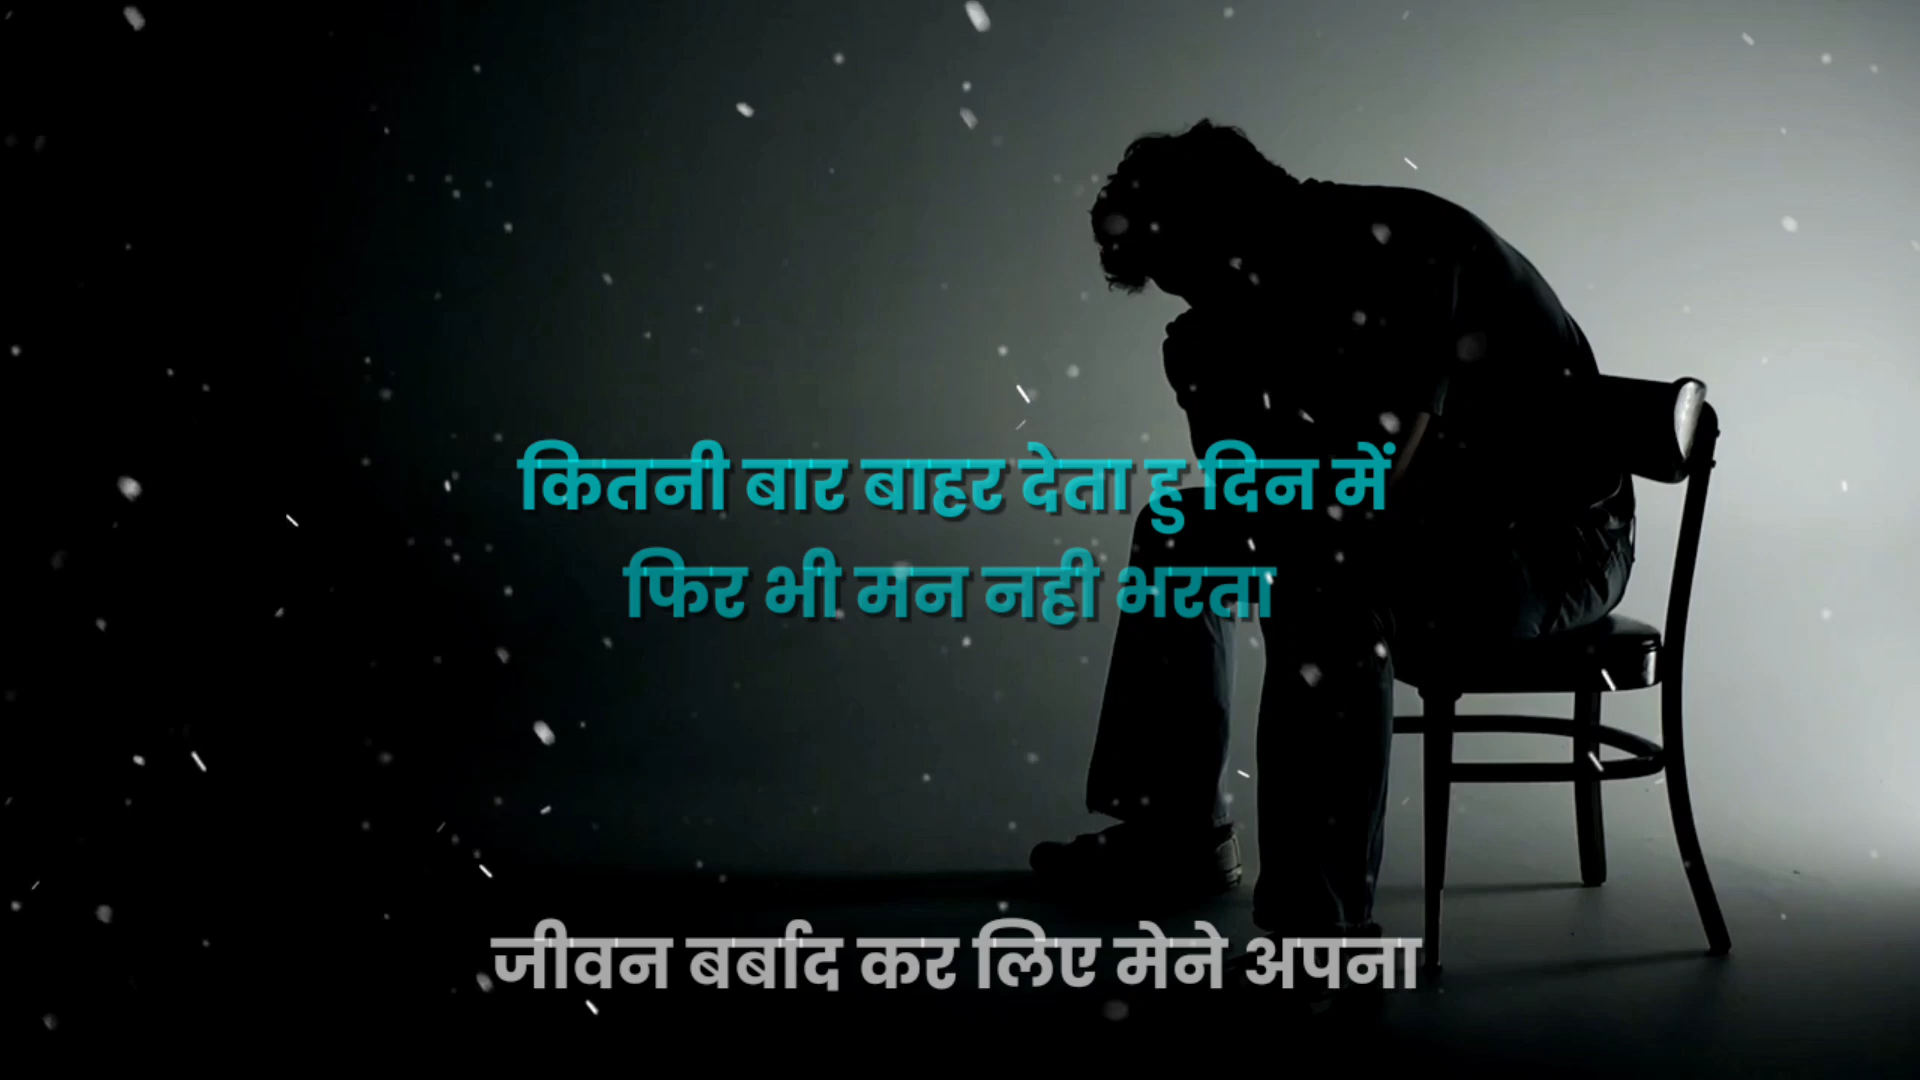 कितनी बार बाहर देता हु दिन में
फिर भी मन नही भरता
जीवन बर्बाद कर लिए मेने अपना